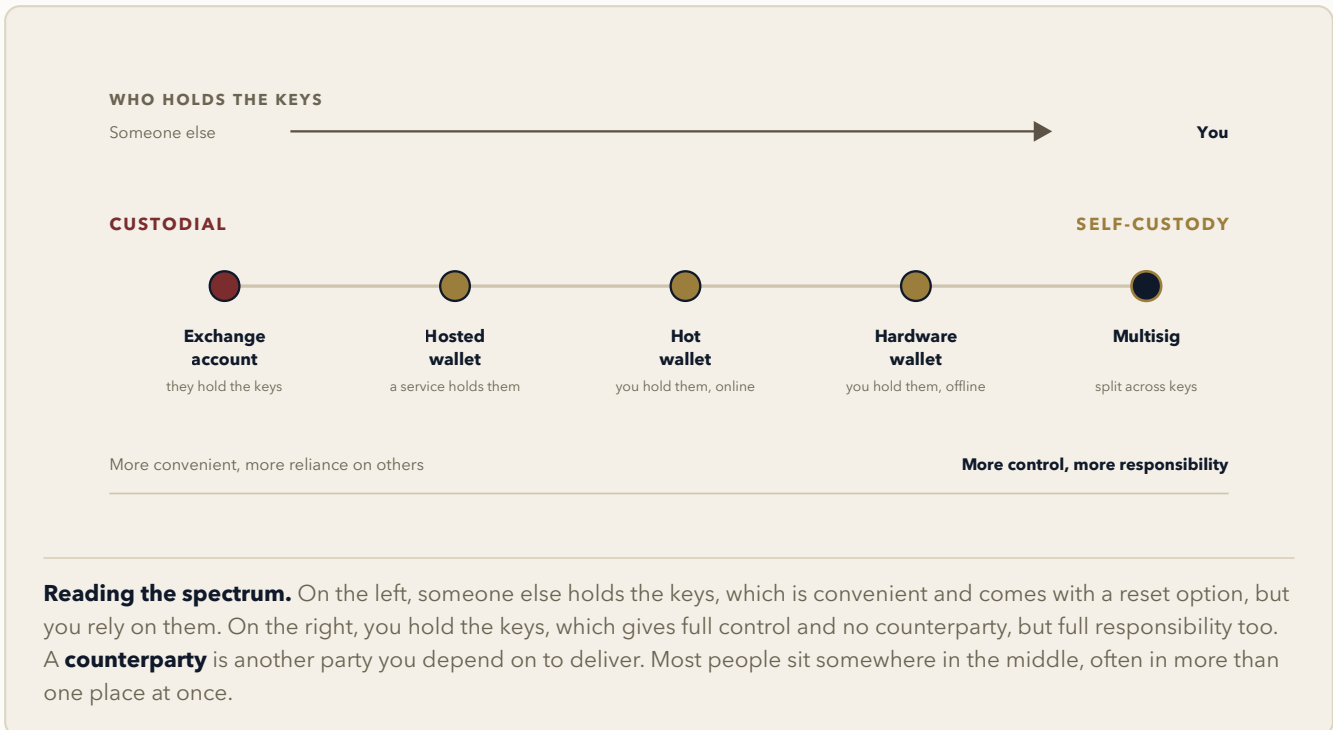 WHO HOLDS THE KEYS
Someone else
You
CUSTODIAL
SELF-CUSTODY
Exchange
account
they hold the keys
Hosted
wallet
a service holds them
Hot
wallet
you hold them, online
Hardware
wallet
you hold them, offline
Multisig
split across keys
More convenient, more reliance on others
More control, more responsibility
Reading the spectrum. On the left, someone else holds the keys, which is convenient and comes with a reset option, but
you rely on them. On the right, you hold the keys, which gives full control and no counterparty, but full responsibility too.
A counterparty is another party you depend on to deliver. Most people sit somewhere in the middle, often in more than
one place at once.